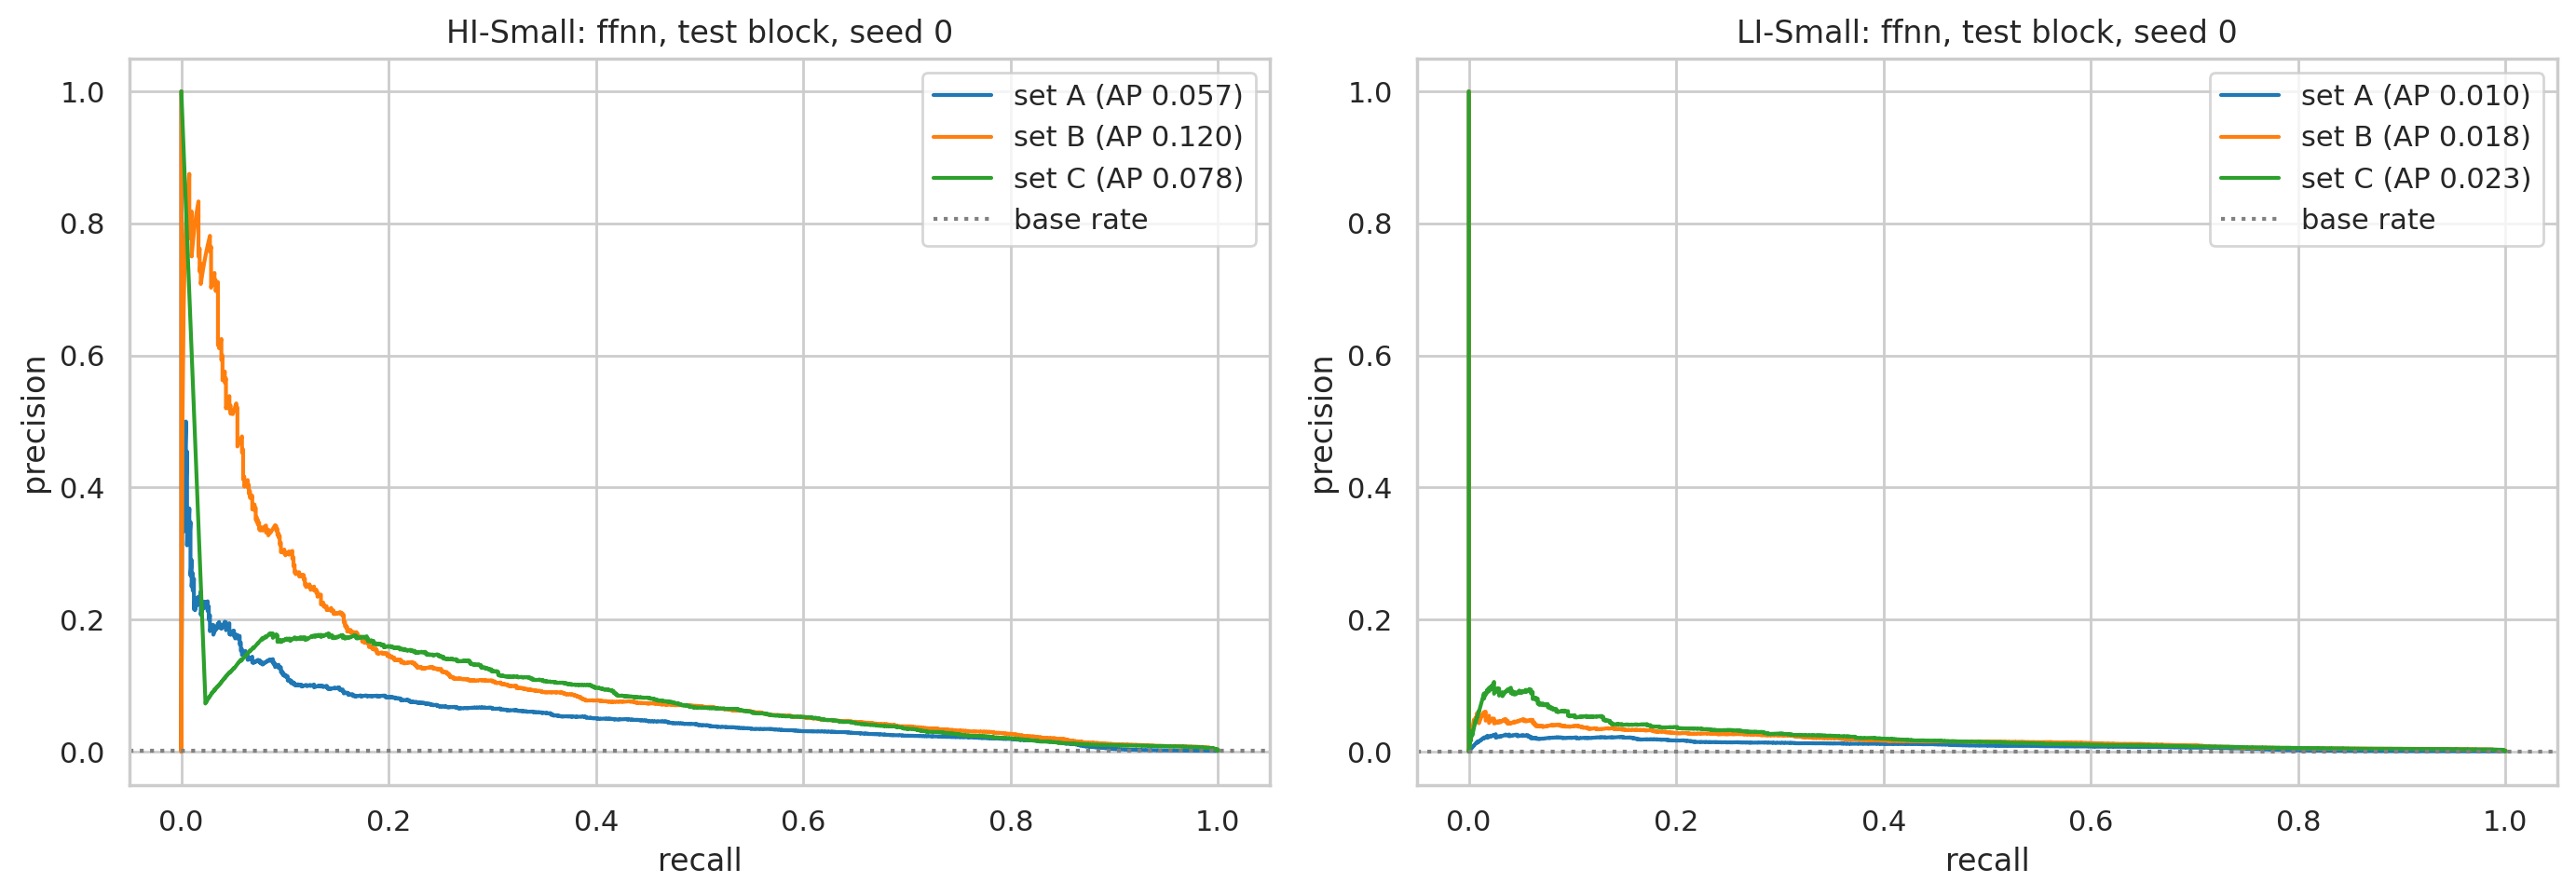 HI-Small: ffnn, test block, seed 0
1.0
0.8
0.6
0.4
0.2
0.0
precision
set A (AP 0.057)
set B (AP 0.120)
set C (AP 0.078)
base rate
0.0 0.2 0.4 0.6 0.8 1.0
recall
LI-Small: ffnn, test block, seed 0
1.0
0.8
0.6
0.4
0.2
0.0
precision
set A (AP 0.010)
set B (AP 0.018)
set C (AP 0.023)
base rate
0.0 0.2 0.4 0.6 0.8 1.0
recall